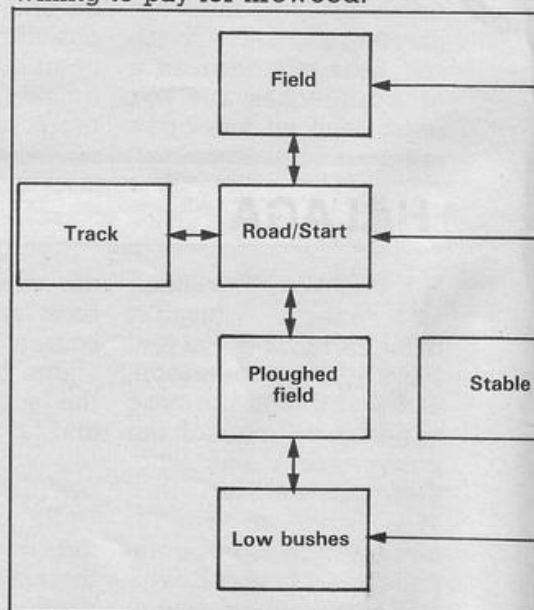 willing to pay for firewood.
Field
Track
Road/Start
Ploughed
field
Stable
Low bushes